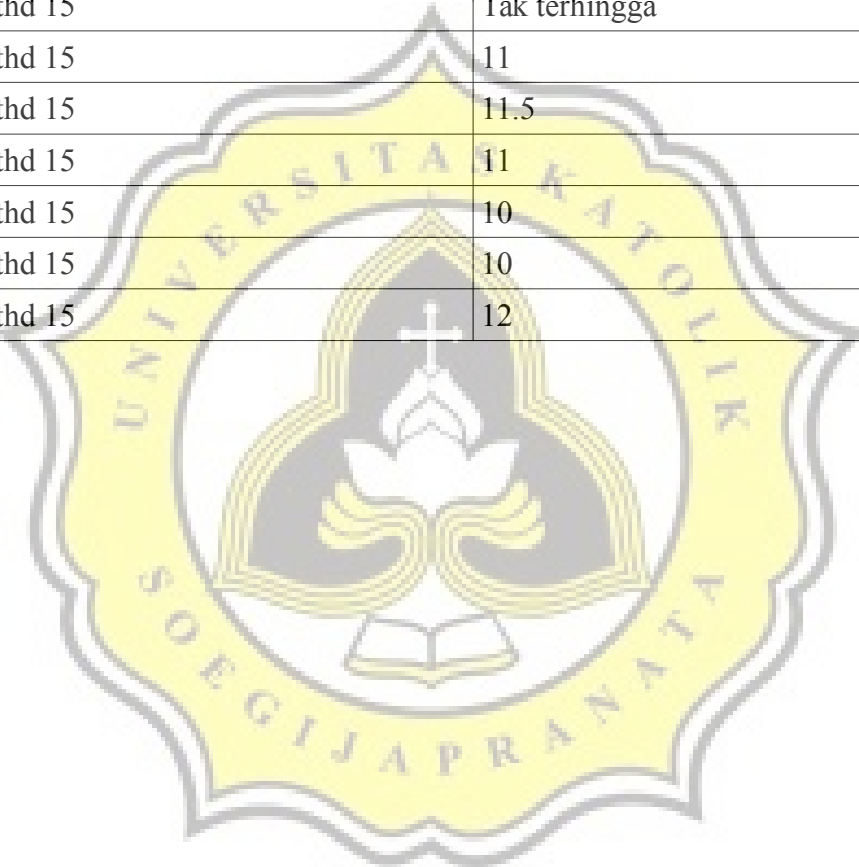 thd 15 Tak terhingga
thd 15 11
thd 15 11.5
thd 15 11
thd 15 10
thd 15 10
thd 15 12
UNIVERSITAS KATOLIK
SOEGIJAPRANATA